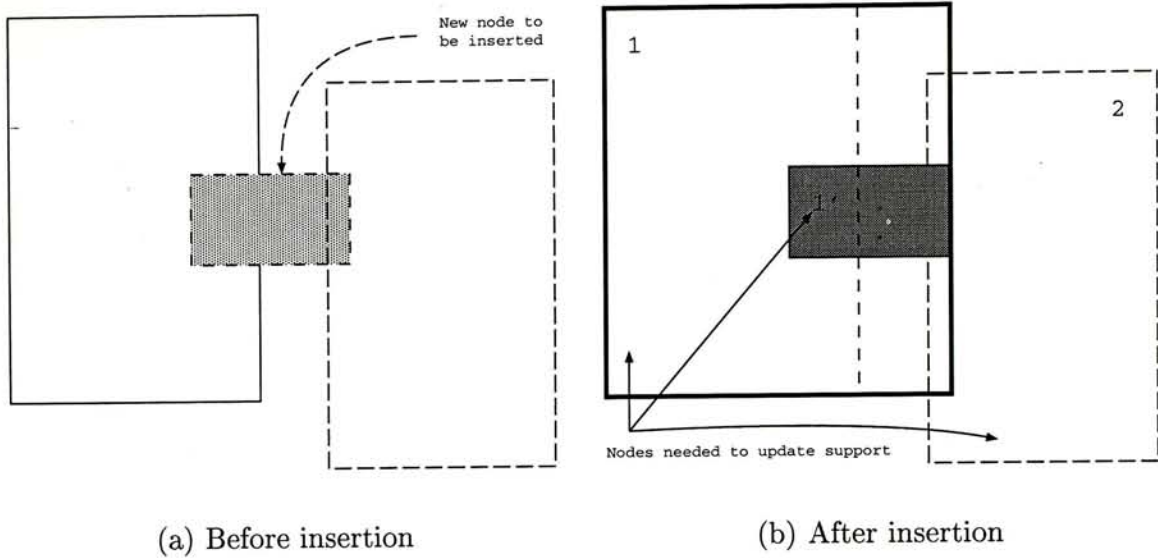 New node to
be inserted
1
2
1
Nodes needed to update support
(a) Before insertion
(b) After insertion